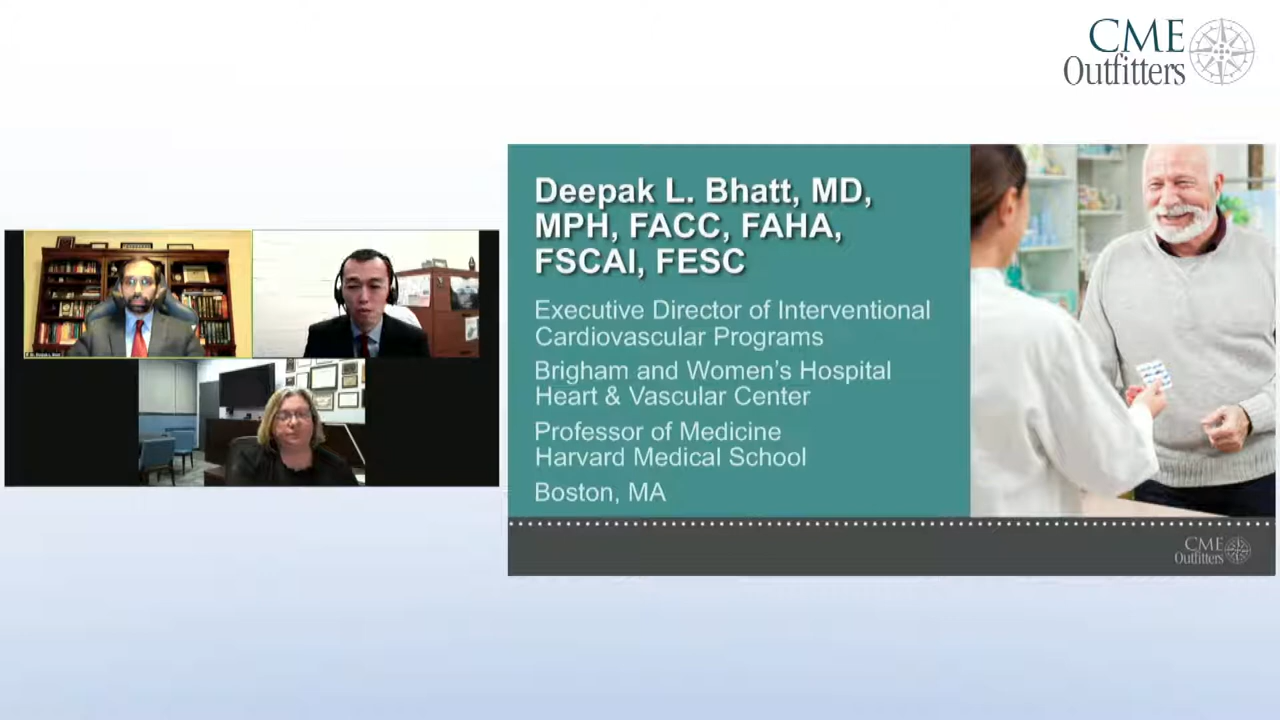 CME
Outfitters
Deepak L. Bhatt, MD,
MPH, FACC, FAHA,
FSCAI, FESC
Executive Director of Interventional
Cardiovascular Programs
Brigham and Women's Hospital
Heart & Vascular Center
Professor of Medicine
Harvard Medical School
Boston, MA
CME
Outfitters